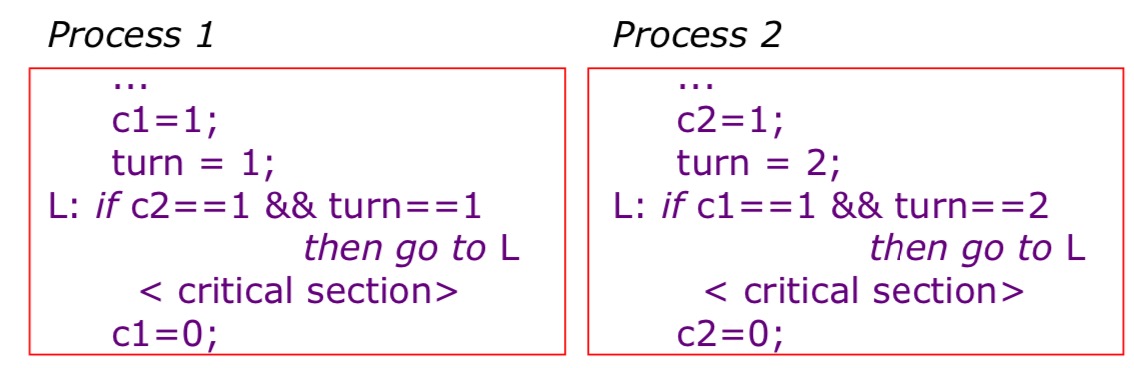 Process 1
...
c1=1;
turn = 1;
L: if c2==1 && turn==1
then go to L
< critical section>
c1=0;
Process 2
...
c2=1;
turn = 2;
L: if c1==1 && turn==2
then go to L
< critical section>
c2=0;